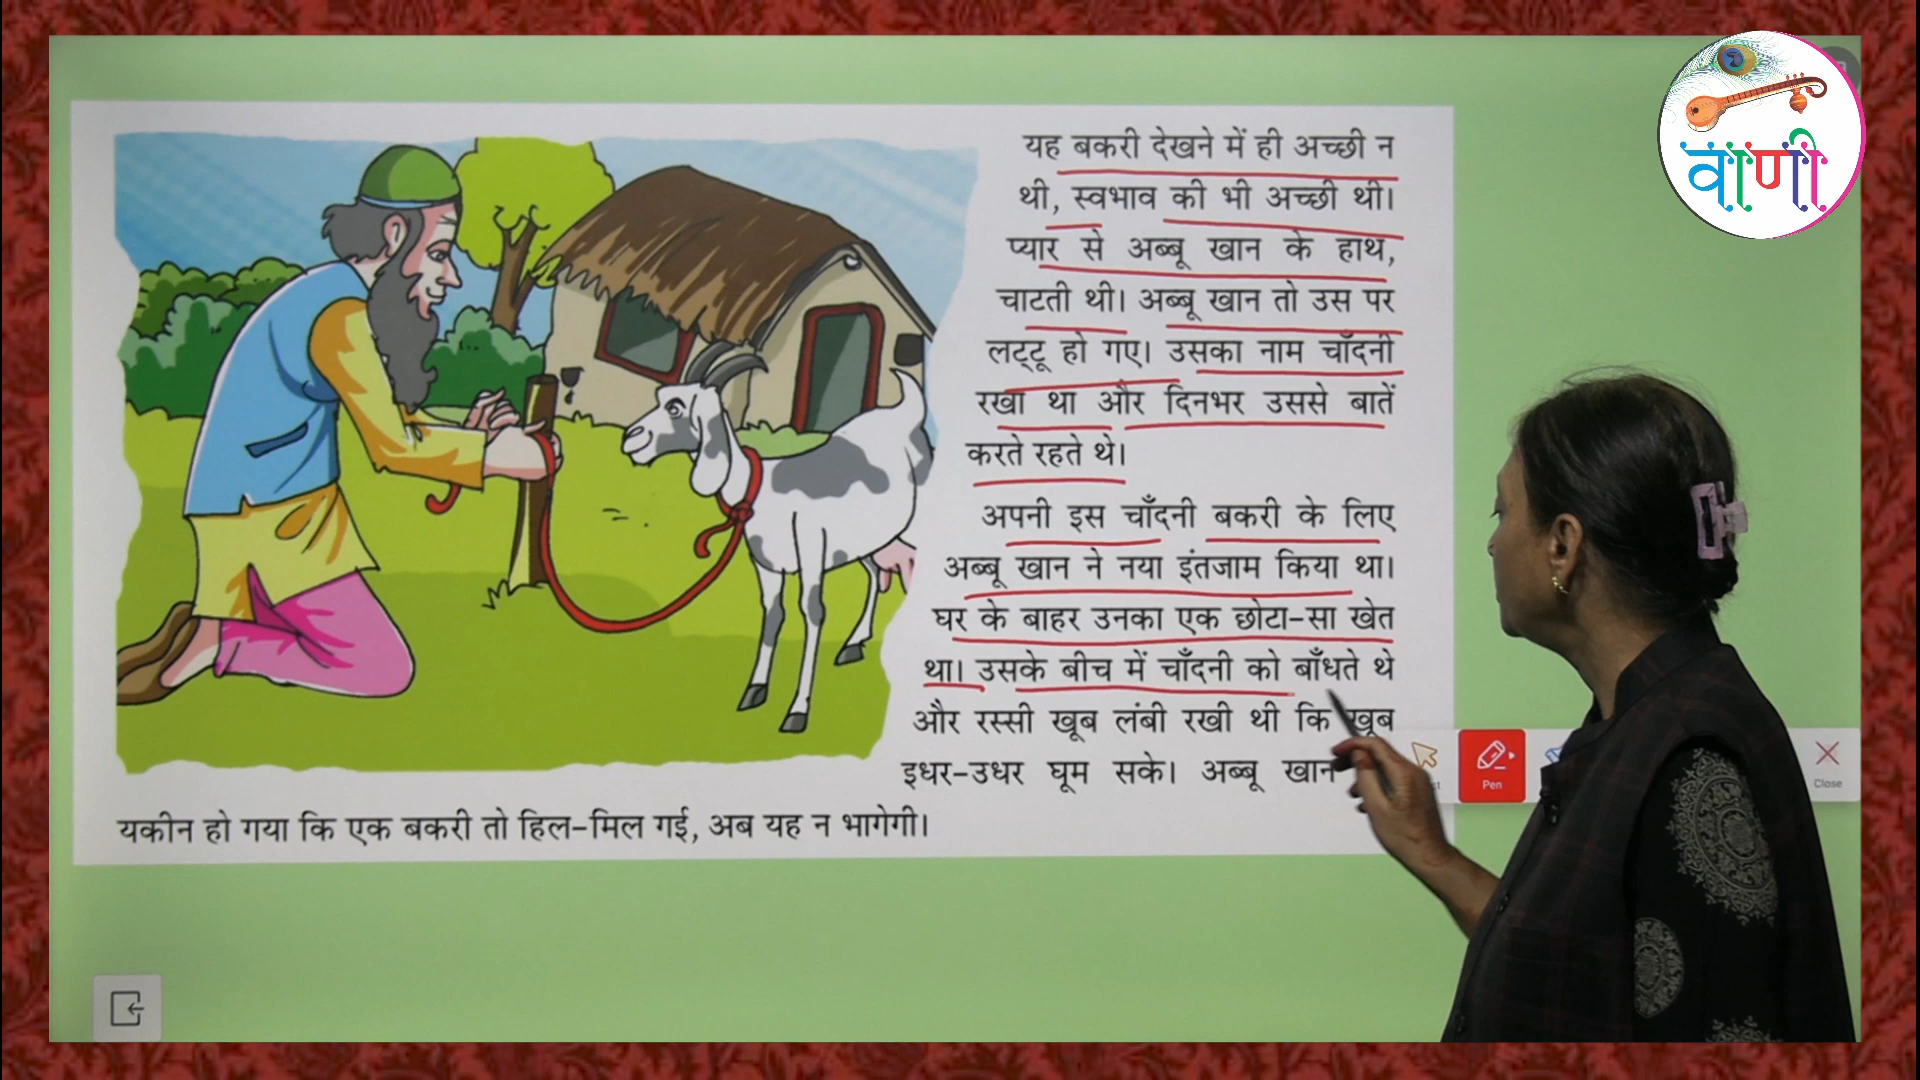 यह बकरी देखने में ही अच्छी न
थी, स्वभाव की भी अच्छी थी।
प्यार से अब्बू खान के हाथ,
चाटती थी। अब्बू खान तो उस पर
लट्टू हो गए। उसका नाम चाँदनी
रखा था और दिनभर उससे बातें
करते रहते थे।
अपनी इस चाँदनी बकरी के लिए
अब्बू खान ने नया इंतजाम किया था।
घर के बाहर उनका एक छोटा-सा खेत
था। उसके बीच में चाँदनी को बाँधते थे
और रस्सी खूब लंबी रखी थी कि खूब
इधर-उधर घूम सके। अब्बू खान
यकीन हो गया कि एक बकरी तो हिल-मिल गई, अब यह न भागेगी।
वाणी
Pen
Close